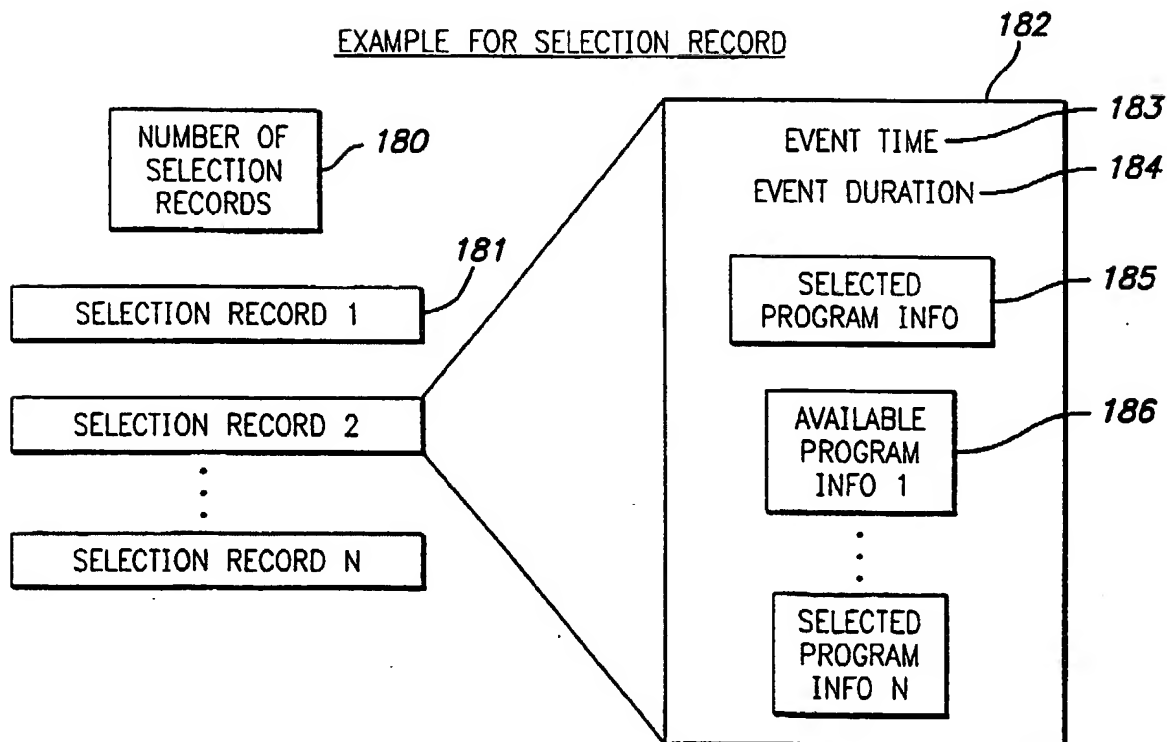 EXAMPLE FOR SELECTION RECORD
NUMBER OF
SELECTION
RECORDS
180
SELECTION RECORD 1
181
SELECTION RECORD 2
SELECTION RECORD N
182
EVENT TIME
183
EVENT DURATION
184
SELECTED
PROGRAM INFO
185
AVAILABLE
PROGRAM
INFO 1
186
SELECTED
PROGRAM
INFO N